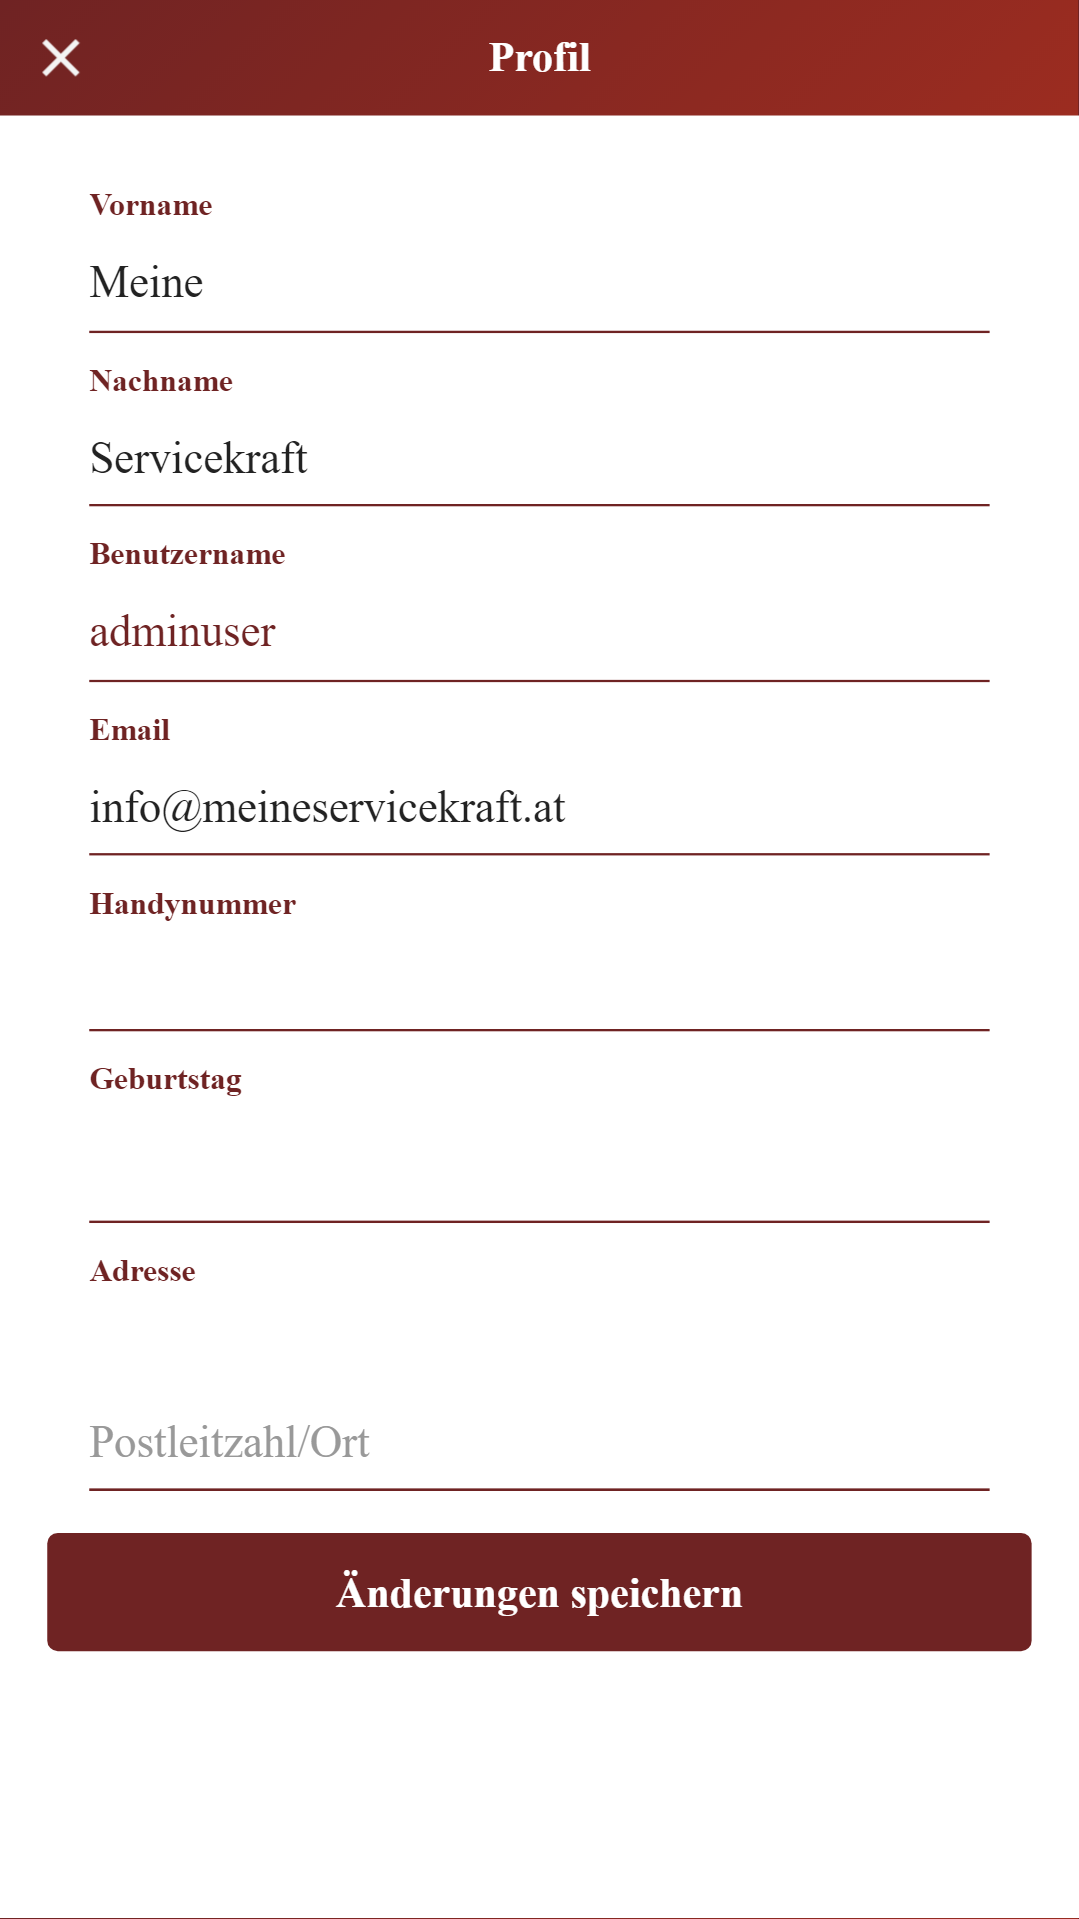 Profil
Vorname
Meine
Nachname
Servicekraft
Benutzername
adminuser
Email
info@meineservicekraft.at
Handynummer
Geburtstag
Adresse
Postleitzahl/Ort
Änderungen speichern